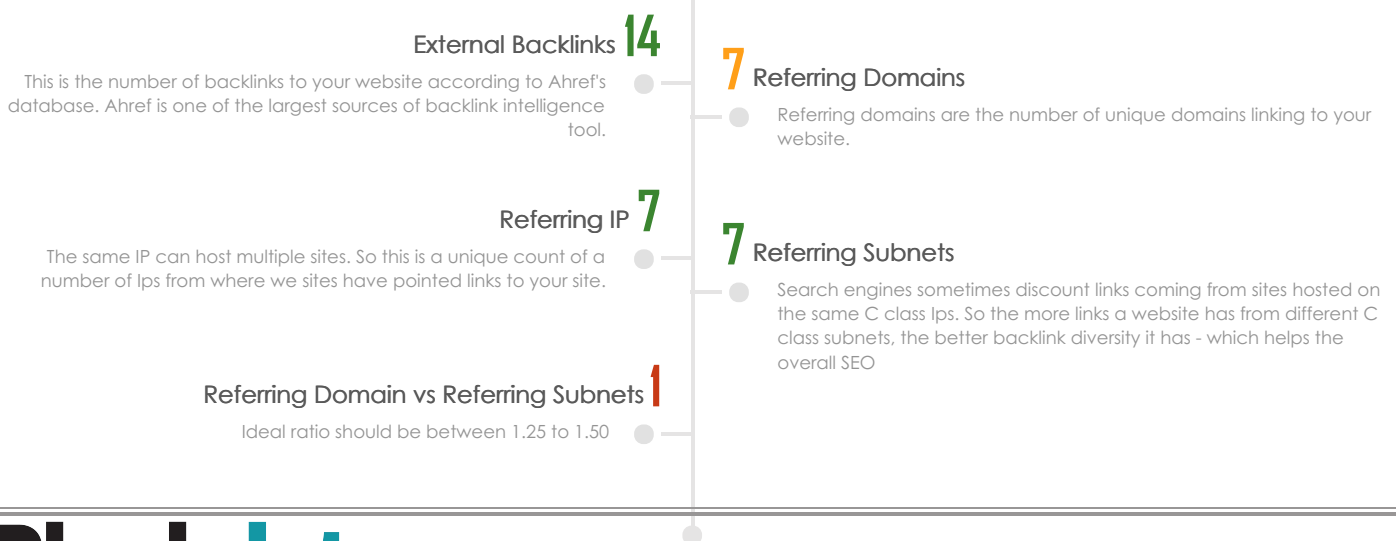 External Backlinks 14
This is the number of backlinks to your website according to Ahref's
database. Ahref is one of the largest sources of backlink intelligence
tool.
7 Referring Domains
Referring domains are the number of unique domains linking to your
website.
Referring IP 7
The same IP can host multiple sites. So this is a unique count of a
number of Ips from where we sites have pointed links to your site.
7 Referring Subnets
Search engines sometimes discount links coming from sites hosted on
the same C class Ips. So the more links a website has from different C
class subnets, the better backlink diversity it has - which helps the
overall SEO
Referring Domain vs Referring Subnets 1
Ideal ratio should be between 1.25 to 1.50